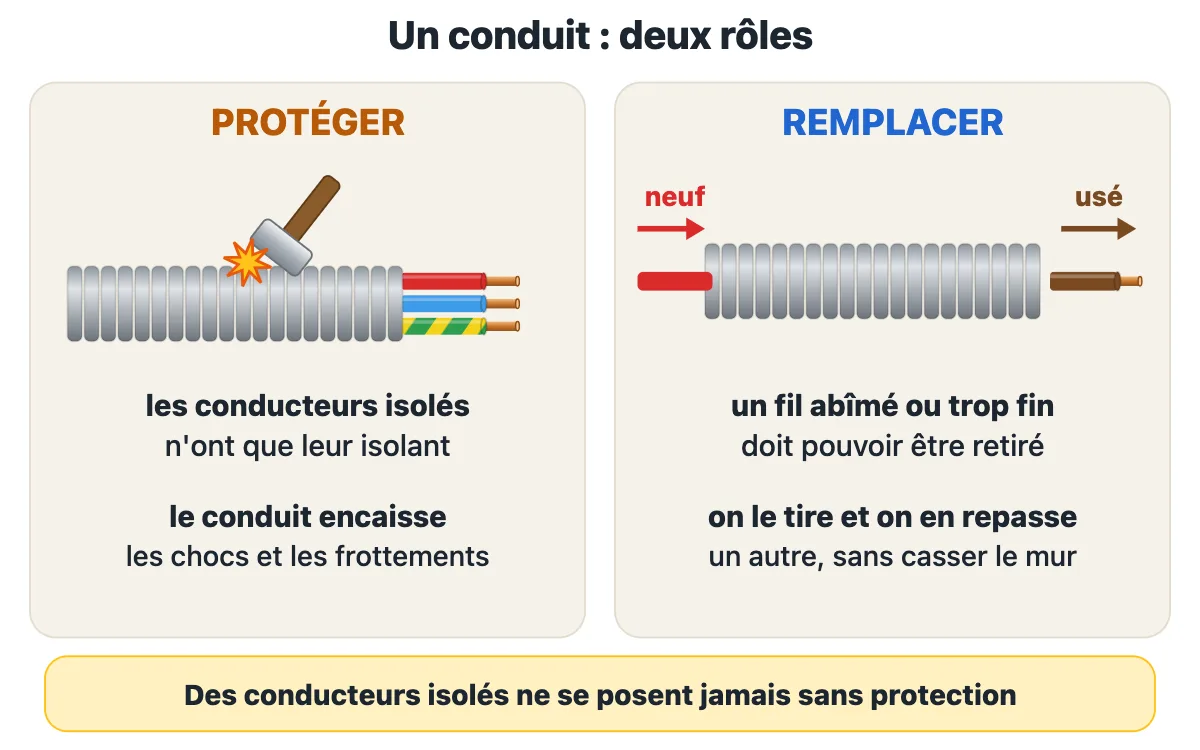 Un conduit : deux rôles
PROTÉGER
les conducteurs isolés
n'ont que leur isolant
le conduit encaisse
les chocs et les frottements
REMPLACER
neuf
usé
un fil abîmé ou trop fin
doit pouvoir être retiré
on le tire et on en repasse
un autre, sans casser le mur
Des conducteurs isolés ne se posent jamais sans protection